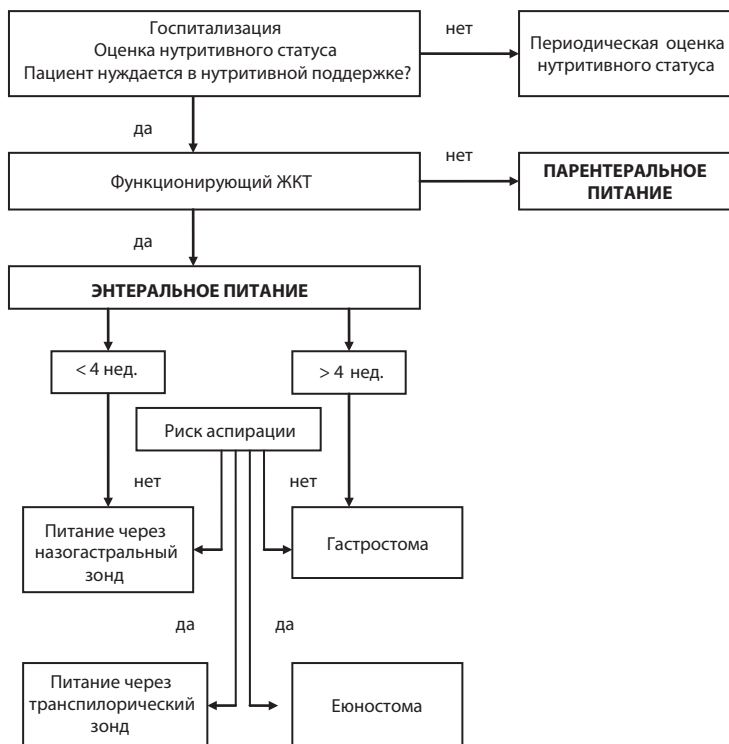 Госпитализация
Оценка нутритивного статуса
Пациент нуждается в нутритивной поддержке?
нет
Периодическая оценка
нутритивного статуса
да
Функционирующий ЖКТ
нет
ПАРЕНТЕРАЛЬНОЕ
ПИТАНИЕ
да
ЭНТЕРАЛЬНОЕ ПИТАНИЕ
< 4 нед.
> 4 нед.
Риск аспирации
нет
нет
Питание через
назогастральный
зонд
Гастростома
да
да
Питание через
транспилорический
зонд
Еюностома